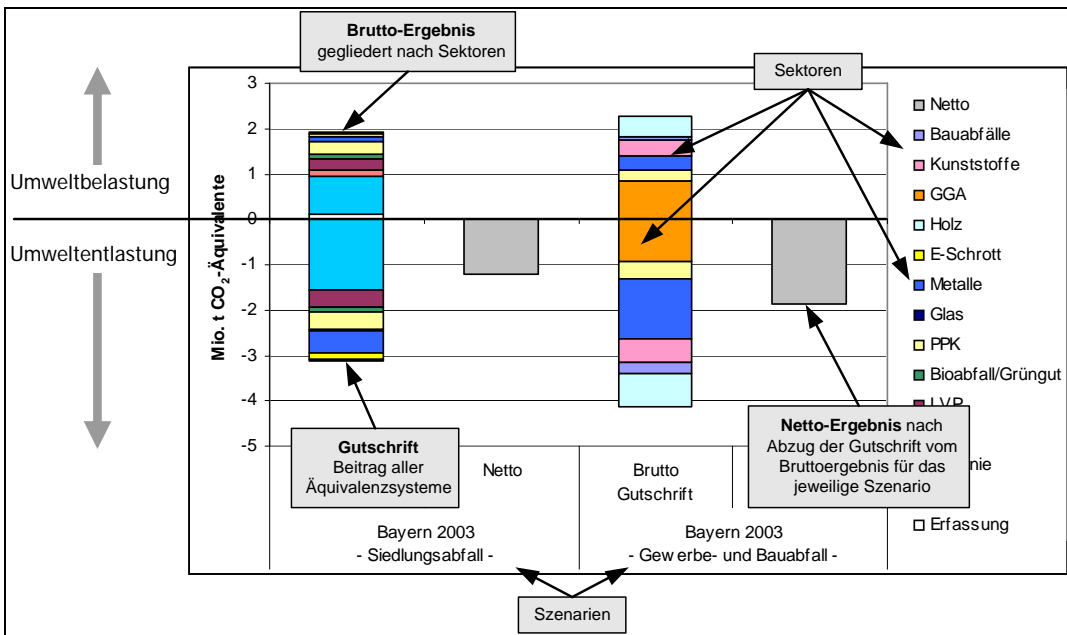 Brutto-Ergebnis
gegliedert nach Sektoren
Sektoren
Umweltbelastung
Umweltentlastung
Mio. t CO₂-Äquivalente
3
2
1
0
-1
-2
-3
-4
-5
Netto
Bauabfälle
Kunststoffe
GGA
Holz
E-Schrott
Metalle
Glas
PPK
Bioabfall/Grüngut
LVP
Erfassung
Gutschrift
Beitrag aller
Äquivalenzsysteme
Netto
Brutto
Gutschrift
Netto-Ergebnis nach
Abzug der Gutschrift vom
Bruttoergebnis für das
jeweilige Szenario
Bayern 2003
- Siedlungsabfall -
Bayern 2003
- Gewerbe- und Bauabfall -
Szenarien